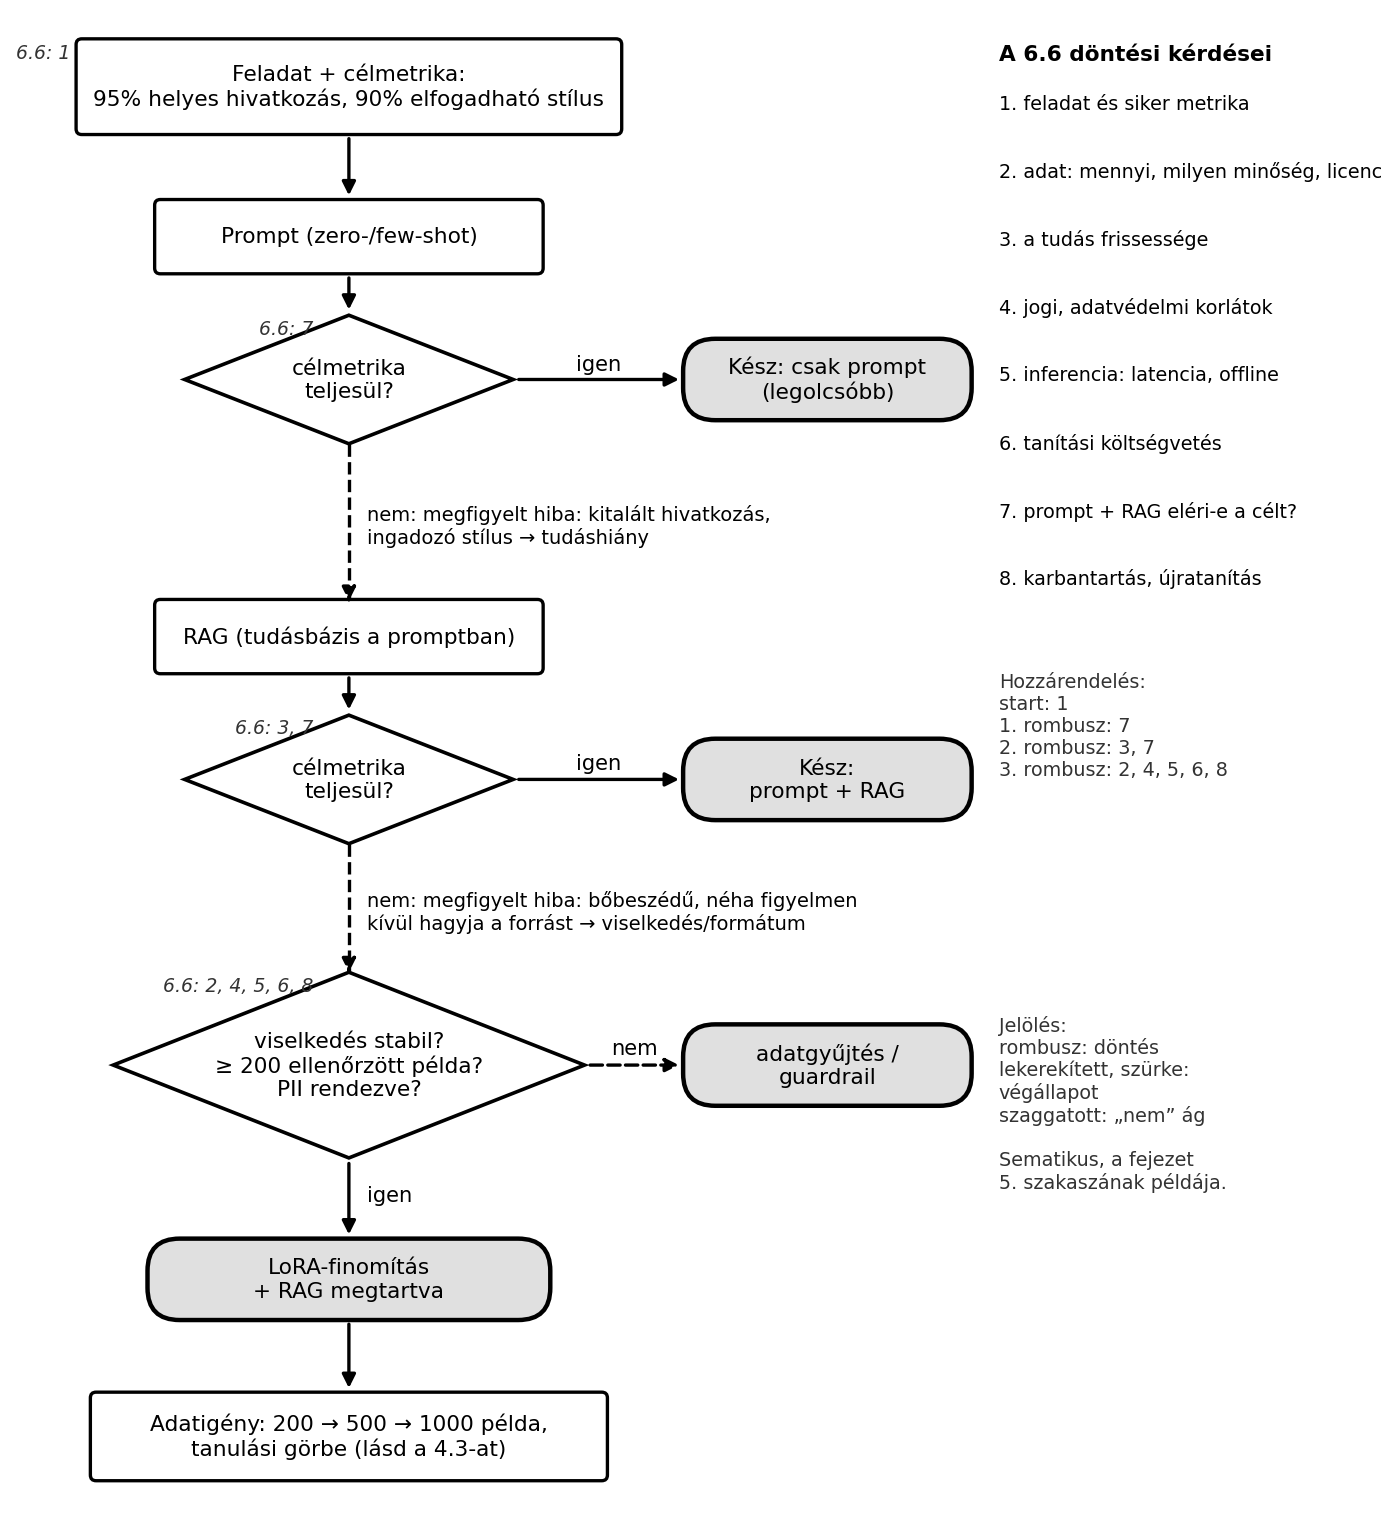 6.6: 1
Feladat + célmetrika:
95% helyes hivatkozás, 90% elfogadható stílus
Prompt (zero-/few-shot)
6.6: 7
célmetrika
teljesül?
igen
Kész: csak prompt
(legolcsóbb)
nem: megfigyelt hiba: kitalált hivatkozás,
ingadozó stílus → tudáshiány
RAG (tudásbázis a promptban)
6.6: 3, 7
célmetrika
teljesül?
igen
Kész:
prompt + RAG
nem: megfigyelt hiba: bőbeszédű, néha figyelmen
kívül hagyja a forrást → viselkedés/formátum
6.6: 2, 4, 5, 6, 8
viselkedés stabil?
≥ 200 ellenőrzött példa?
PII rendezve?
nem
adatgyűjtés /
guardrail
igen
LoRA-finomítás
+ RAG megtartva
Adatigény: 200 → 500 → 1000 példa,
tanulási görbe (lásd a 4.3-at)
A 6.6 döntési kérdései
1. feladat és siker metrika
2. adat: mennyi, milyen minőség, licenc
3. a tudás frissessége
4. jogi, adatvédelmi korlátok
5. inferencia: latencia, offline
6. tanítási költségvetés
7. prompt + RAG eléri-e a célt?
8. karbantartás, újratanítás
Hozzárendelés:
start: 1
1. rombusz: 7
2. rombusz: 3, 7
3. rombusz: 2, 4, 5, 6, 8
Jelölés:
rombusz: döntés
lekerekített, szürke:
végállapot
szaggatott: „nem” ág
Sematikus, a fejezet
5. szakaszának példája.